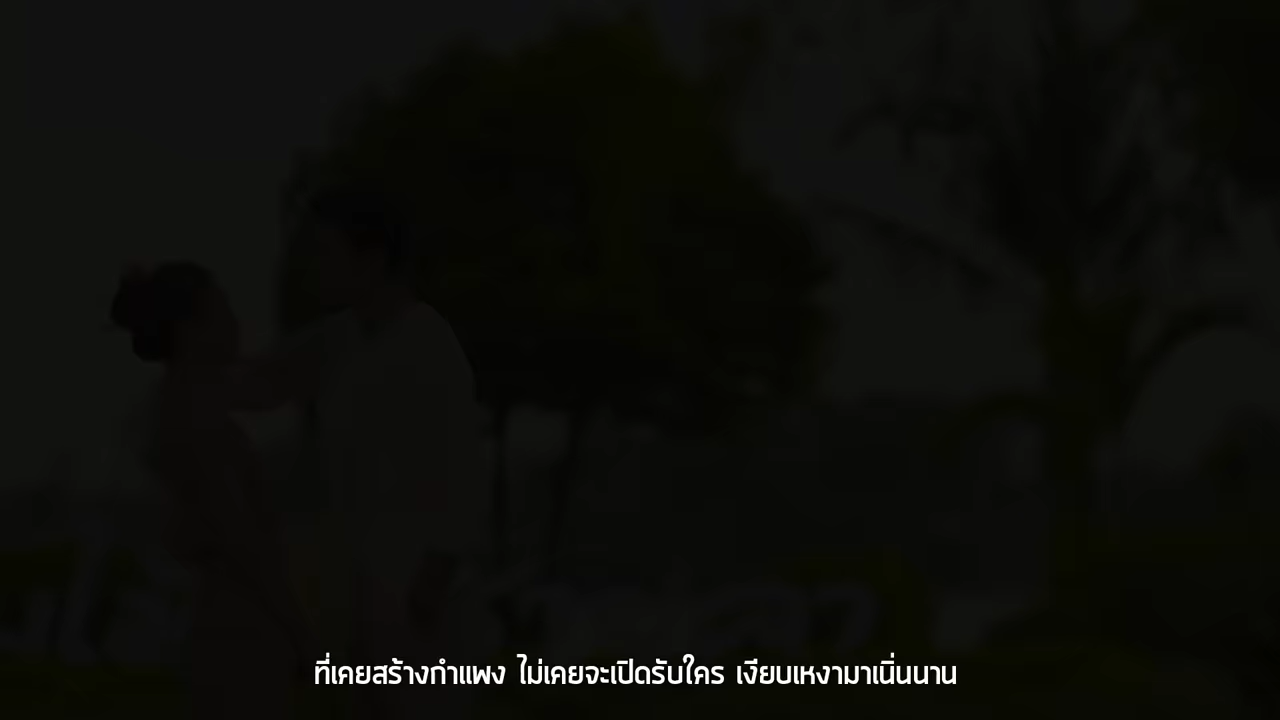 ที่เคยสร้างกำแพง ไม่เคยจะเปิดรับใคร เงียบเหงามาเนิ่นนาน